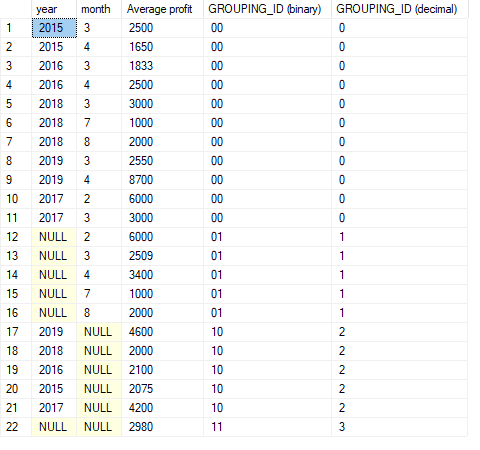 year month Average profit GROUPING_ID (binary) GROUPING_ID (decimal)
1 2015 3 2500 00 0
2 2015 4 1650 00 0
3 2016 3 1833 00 0
4 2016 4 2500 00 0
5 2018 3 3000 00 0
6 2018 7 1000 00 0
7 2018 8 2000 00 0
8 2019 3 2550 00 0
9 2019 4 8700 00 0
10 2017 2 6000 00 0
11 2017 3 3000 00 0
12 NULL 2 6000 01 1
13 NULL 3 2509 01 1
14 NULL 4 3400 01 1
15 NULL 7 1000 01 1
16 NULL 8 2000 01 1
17 2019 NULL 4600 10 2
18 2018 NULL 2000 10 2
19 2016 NULL 2100 10 2
20 2015 NULL 2075 10 2
21 2017 NULL 4200 10 2
22 NULL NULL 2980 11 3